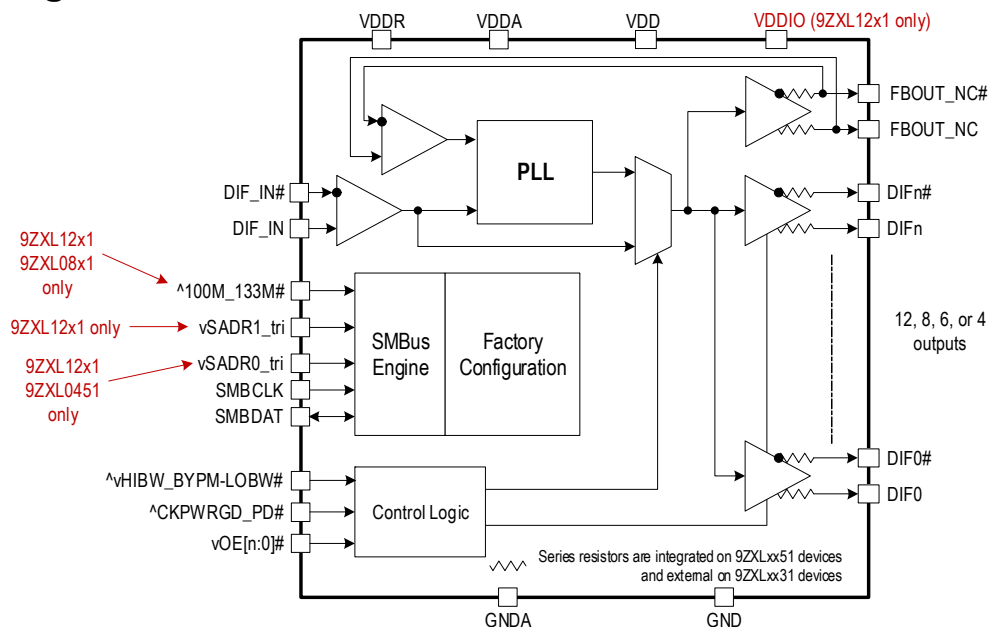 VDDR
VDDA
VDD
VDDIO (9ZXL12x1 only)
FBOUT_NC#
FBOUT_NC
PLL
DIF_IN#
DIF_IN
DIFn#
DIFn
9ZXL12x1
9ZXL08x1
only
^100M_133M#
9ZXL12x1 only
vSADR1_tri
9ZXL12x1
9ZXL0451
only
vSADR0_tri
SMBCLK
SMBDAT
SMBus
Engine
Factory
Configuration
12, 8, 6, or 4
outputs
DIF0#
DIF0
^vHIBW_BYPM-LOBW#
^CKPWRGD_PD#
vOE[n:0]#
Control Logic
Series resistors are integrated on 9ZXLxx51 devices
and external on 9ZXLxx31 devices
GNDA
GND